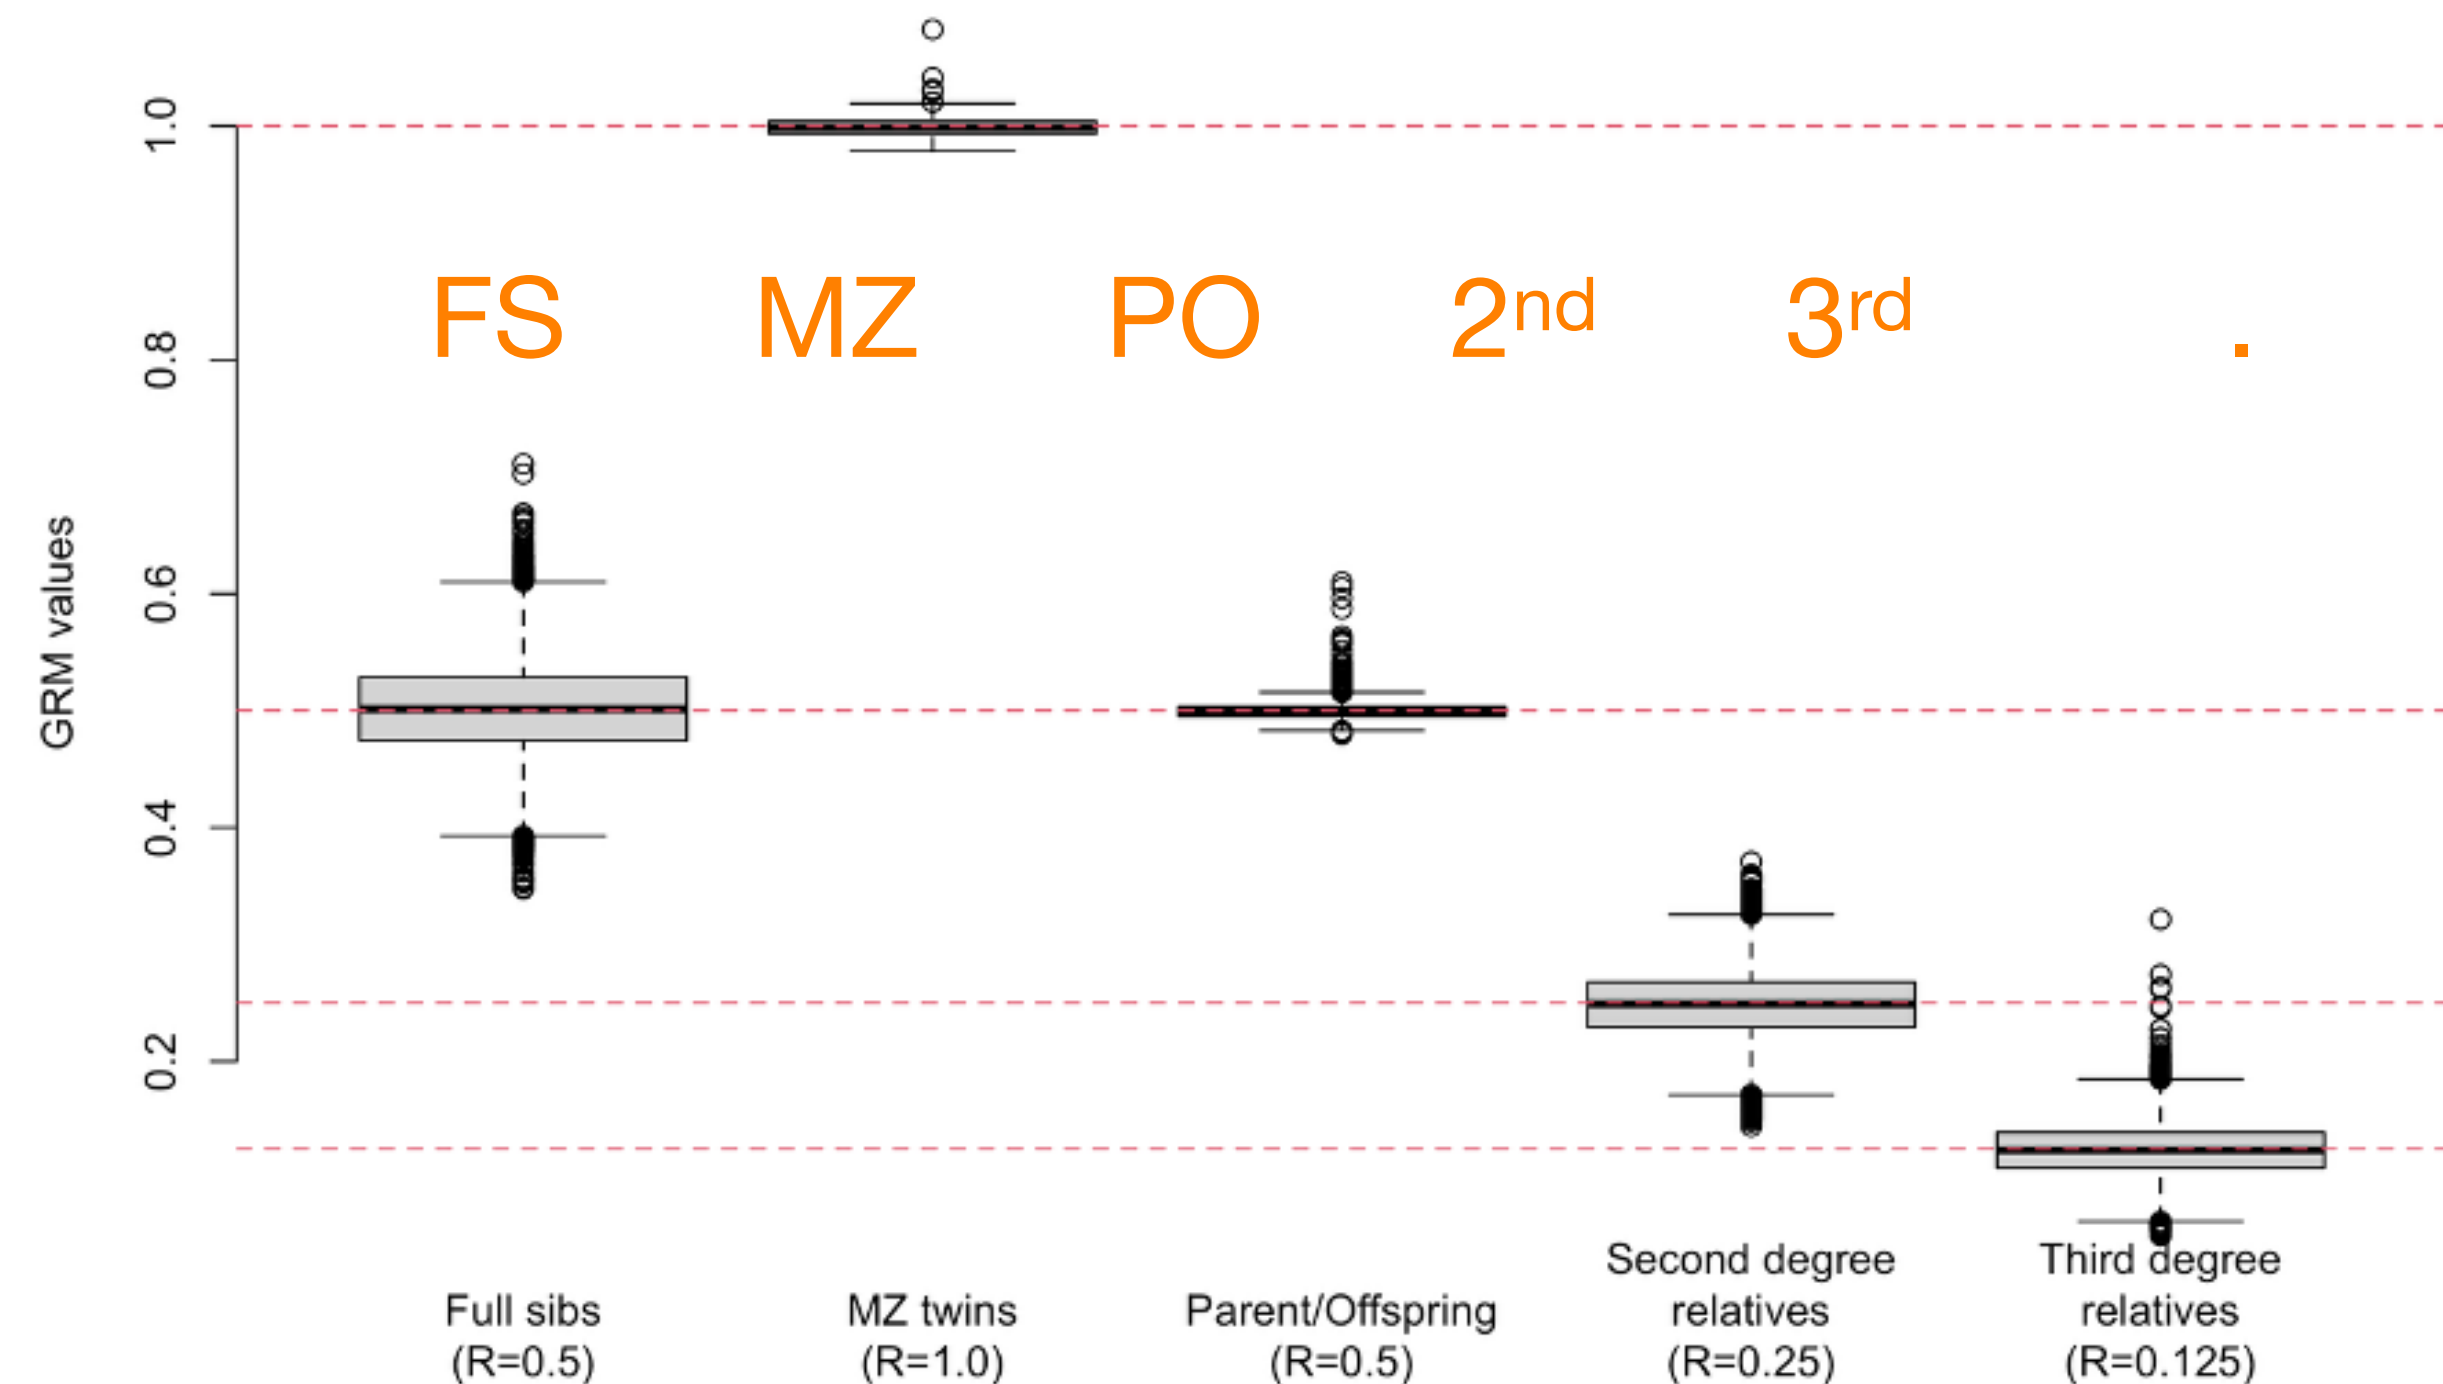 1.0
FS MZ PO 2nd 3rd .
0.8
GRM values
0.6
0.4
0.2
Full sibs
(R=0.5)
MZ twins
(R=1.0)
Parent/Offspring
(R=0.5)
Second degree
relatives
(R=0.25)
Third degree
relatives
(R=0.125)